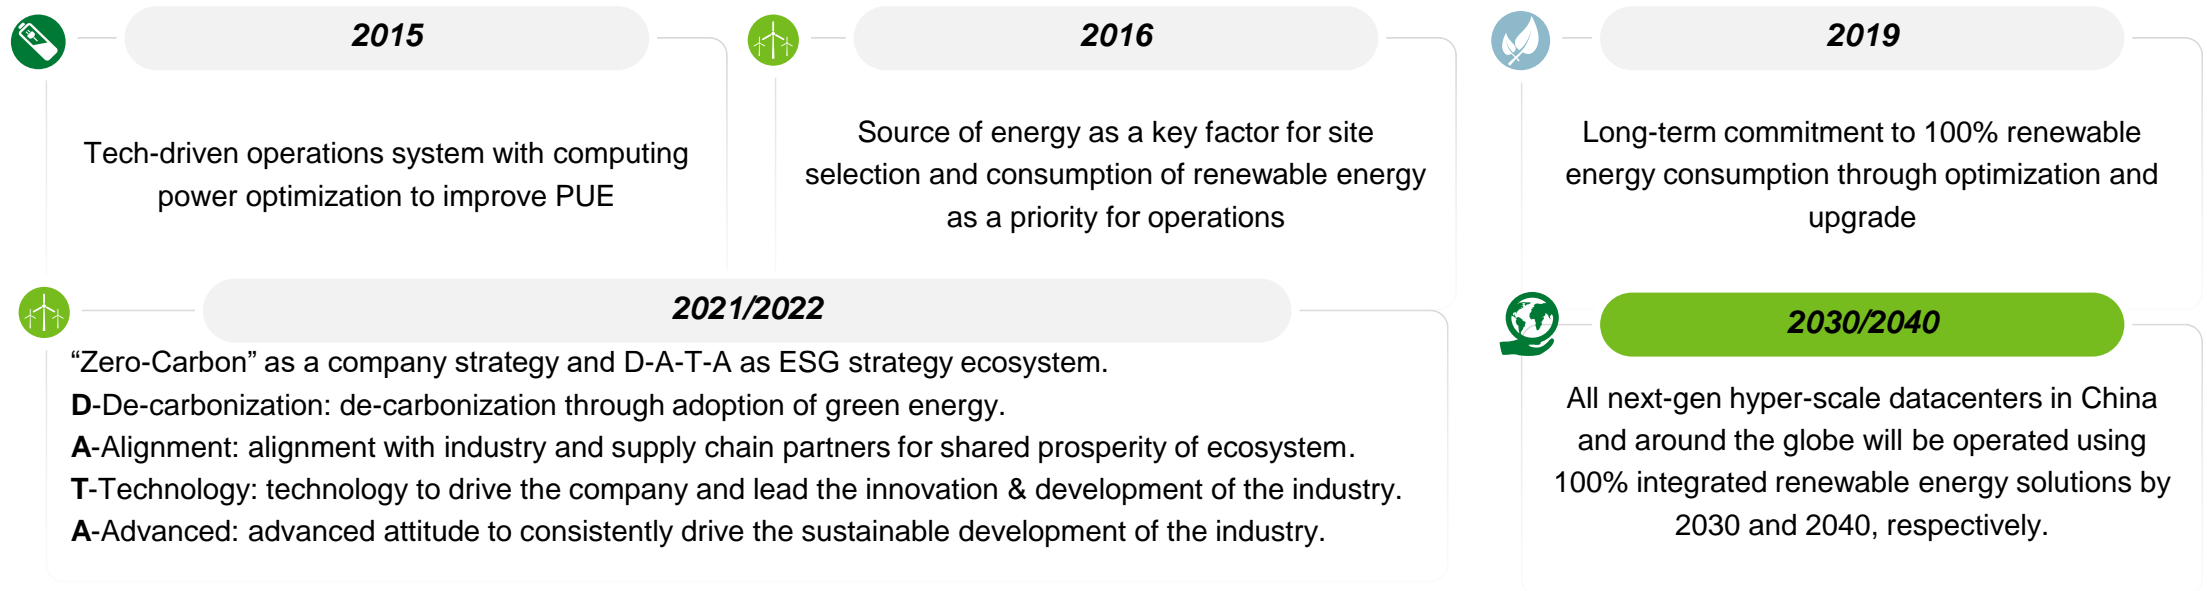 2015
Tech-driven operations system with computing
power optimization to improve PUE
2016
Source of energy as a key factor for site
selection and consumption of renewable energy
as a priority for operations
2019
Long-term commitment to 100% renewable
energy consumption through optimization and
upgrade
2021/2022
“Zero-Carbon” as a company strategy and D-A-T-A as ESG strategy ecosystem.
D-De-carbonization: de-carbonization through adoption of green energy.
A-Alignment: alignment with industry and supply chain partners for shared prosperity of ecosystem.
T-Technology: technology to drive the company and lead the innovation & development of the industry.
A-Advanced: advanced attitude to consistently drive the sustainable development of the industry.
2030/2040
All next-gen hyper-scale datacenters in China
and around the globe will be operated using
100% integrated renewable energy solutions by
2030 and 2040, respectively.